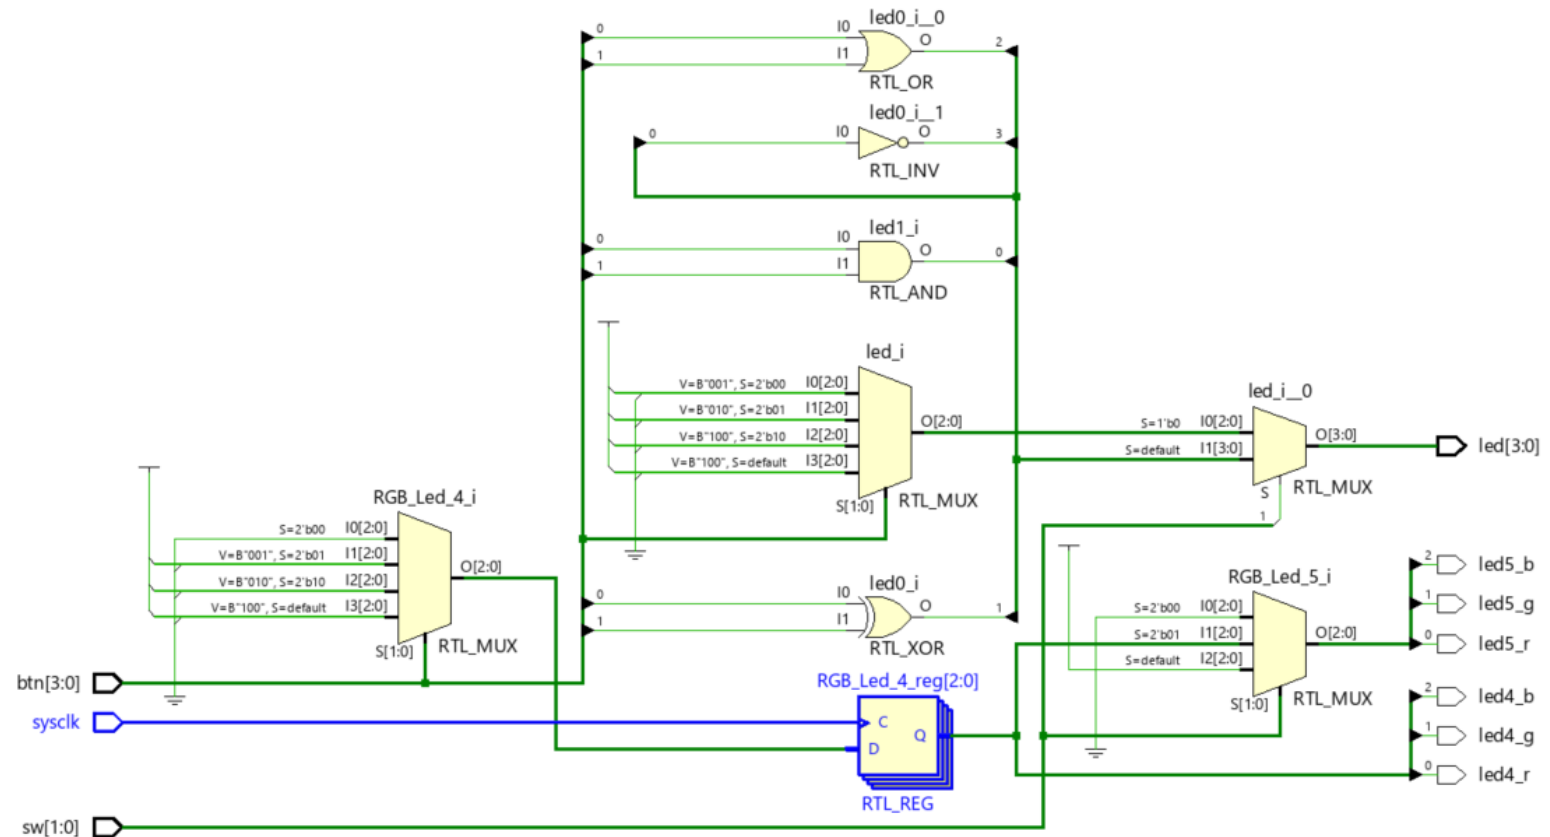 led0_i__0
0
I0
O
2
1
I1
RTL_OR
led0_i__1
0
I0
O
3
RTL_INV
led1_i
0
I0
O
0
1
I1
RTL_AND
led_i
V=B"001", S=2'b00 I0[2:0]
V=B"010", S=2'b01 I1[2:0]
V=B"100", S=2'b10 I2[2:0]
V=B"100", S=default I3[2:0]
O[2:0]
S[1:0]
RTL_MUX
led_i__0
S=1'b0 I0[2:0]
S=default I1[3:0]
O[3:0]
S
RTL_MUX
1
led[3:0]
RGB_Led_4_i
S=2'b00 I0[2:0]
V=B"001", S=2'b01 I1[2:0]
V=B"010", S=2'b10 I2[2:0]
V=B"100", S=default I3[2:0]
O[2:0]
S[1:0]
RTL_MUX
led0_i
0
I0
O
1
1
I1
RTL_XOR
RGB_Led_5_i
S=2'b00 I0[2:0]
S=2'b01 I1[2:0]
S=default I2[2:0]
O[2:0]
S[1:0]
RTL_MUX
2 led5_b
1 led5_g
0 led5_r
btn[3:0]
sysclk
RGB_Led_4_reg[2:0]
C
D
Q
RTL_REG
2 led4_b
1 led4_g
0 led4_r
sw[1:0]